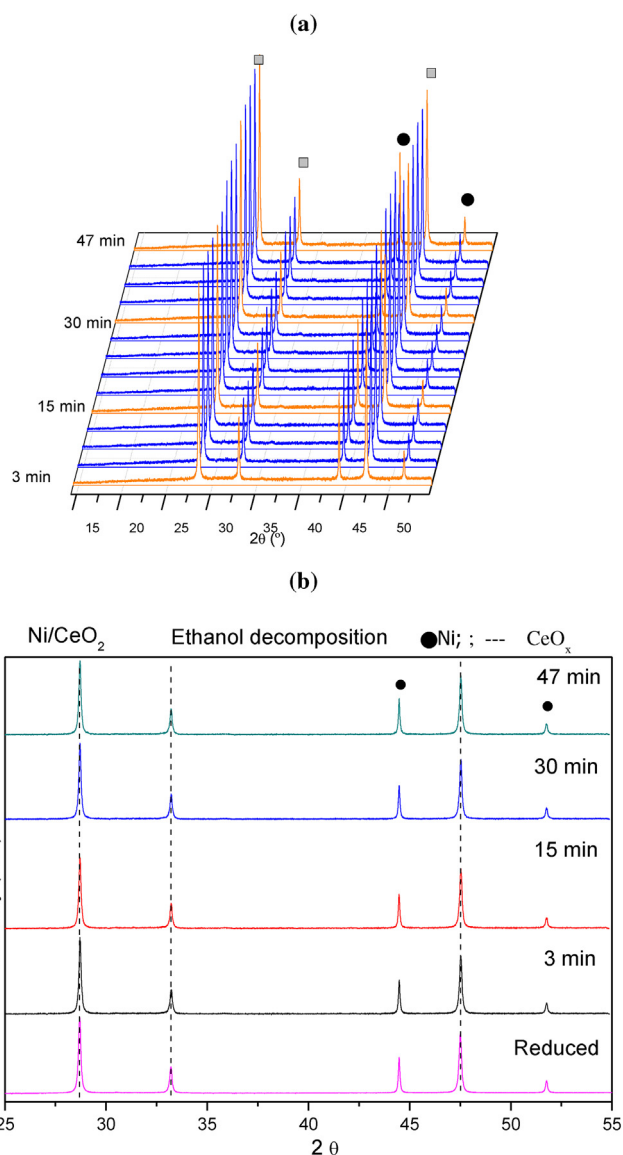 (a)
47 min
30 min
15 min
3 min
15 20 25 30 35 40 45 50
2θ (º)
(b)
Ni/CeO2 Ethanol decomposition Ni; ; --- CeOx
47 min
30 min
15 min
3 min
Reduced
25 30 35 40 45 50 55
2 θ